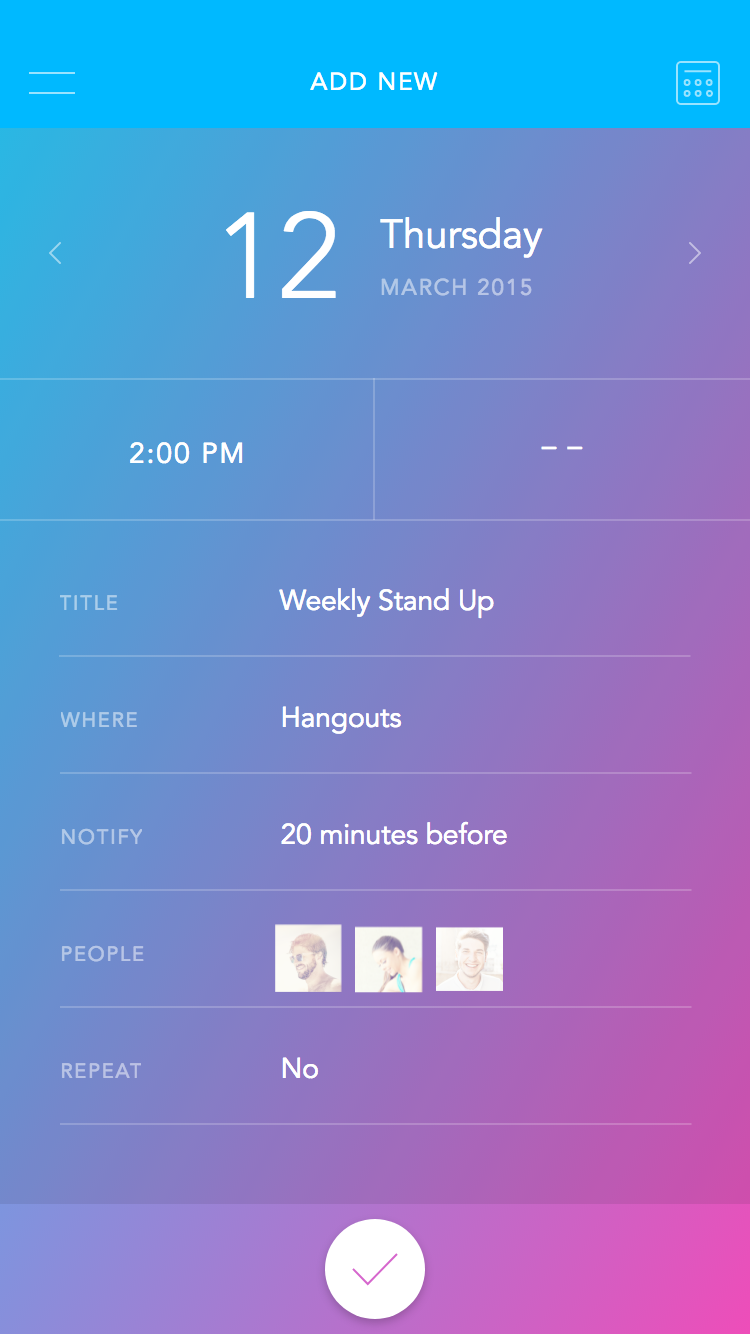 ADD NEW
12 Thursday
MARCH 2015
2:00 PM
– –
TITLE Weekly Stand Up
WHERE Hangouts
NOTIFY 20 minutes before
PEOPLE
REPEAT No